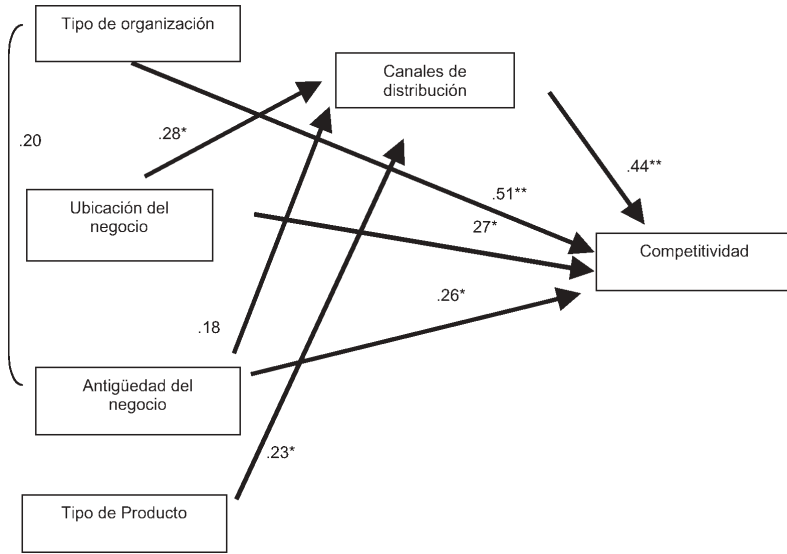 Tipo de organización
Canales de
distribución
.20
.28*
.44**
.51**
Ubicación del
negocio
27*
Competitividad
.26*
.18
Antigüedad del
negocio
.23*
Tipo de Producto